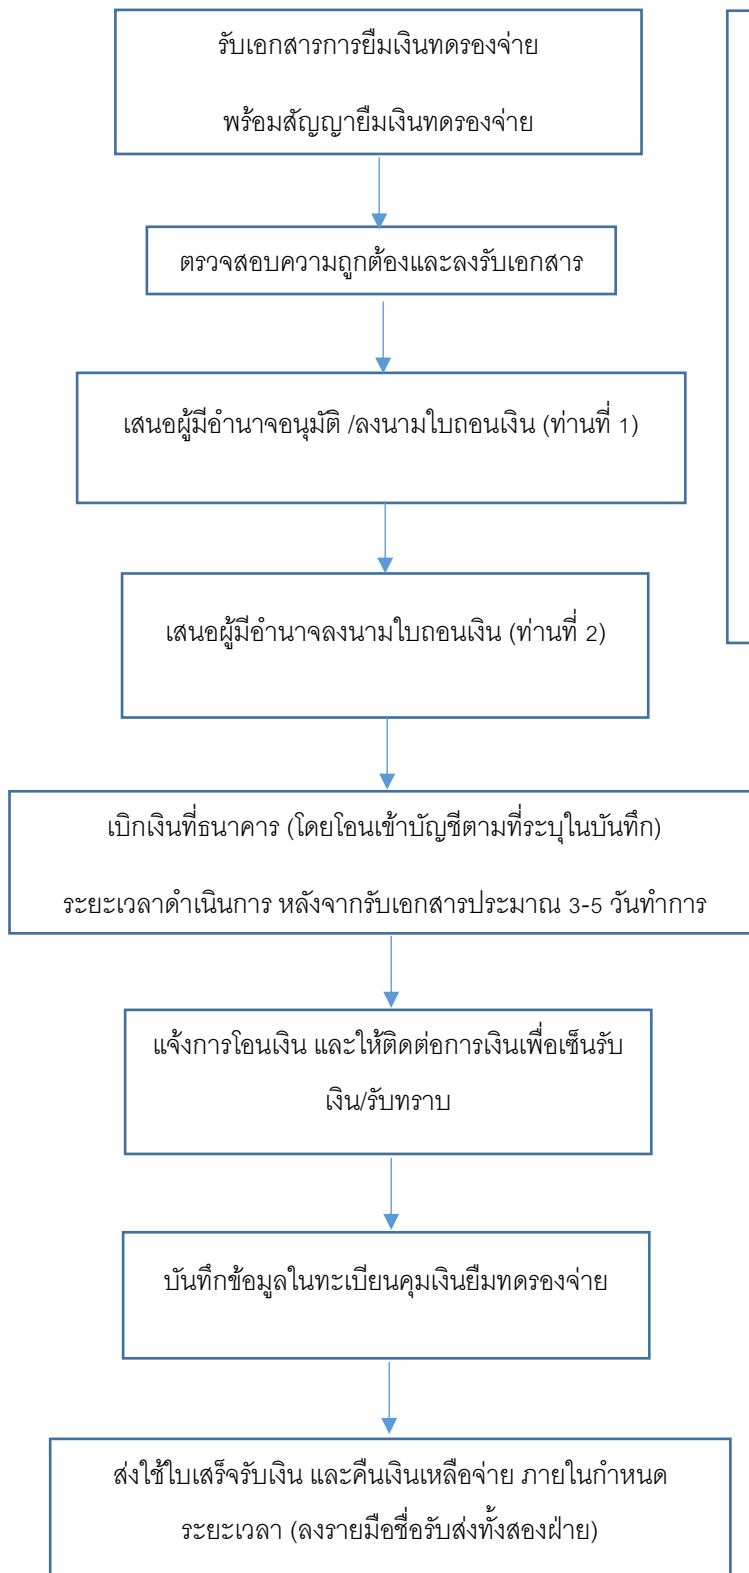 รับเอกสารการยืมเงินทดรองจ่าย
พร้อมสัญญายืมเงินทดรองจ่าย
ตรวจสอบความถูกต้องและลงรับเอกสาร
เสนอผู้มีอำนาจอนุมัติ /ลงนามใบถอนเงิน (ท่านที่ 1)
เสนอผู้มีอำนาจลงนามใบถอนเงิน (ท่านที่ 2)
เบิกเงินที่ธนาคาร (โดยโอนเข้าบัญชีตามที่ระบุในบันทึก)
ระยะเวลาดำเนินการ หลังจากรับเอกสารประมาณ 3-5 วันทำการ
แจ้งการโอนเงิน และให้ติดต่อการเงินเพื่อเซ็นรับ
เงิน/รับทราบ
บันทึกข้อมูลในทะเบียนคุมเงินยืมทดรองจ่าย
ส่งใช้ใบเสร็จรับเงิน และคืนเงินเหลือจ่าย ภายในกำหนด
ระยะเวลา (ลงรายมือชื่อรับส่งทั้งสองฝ่าย)